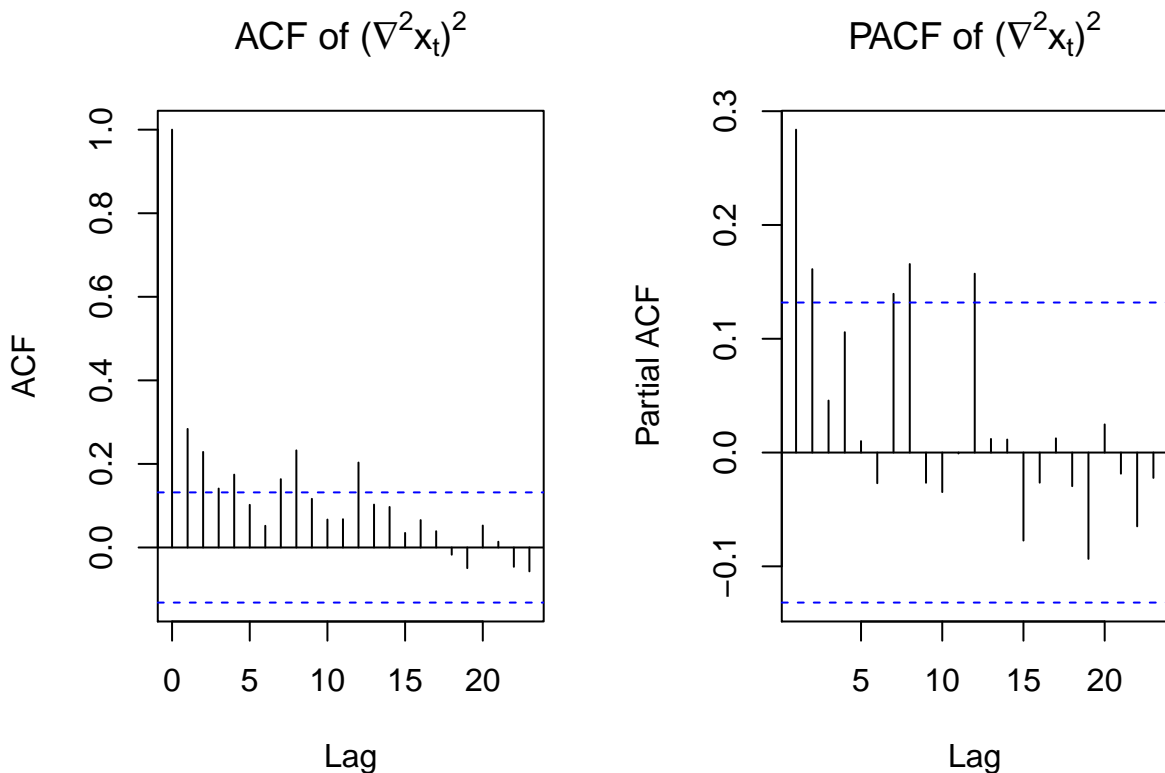 ACF of (∇²xₜ)²
PACF of (∇²xₜ)²
ACF
1.0
0.8
0.6
0.4
0.2
0.0
0 5 10 15 20
Lag
Partial ACF
0.3
0.2
0.1
0.0
−0.1
5 10 15 20
Lag